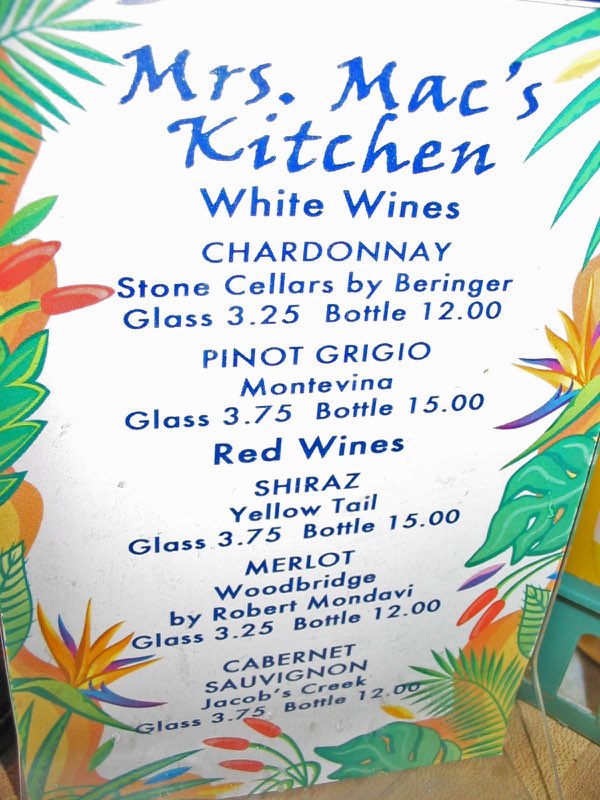 Mrs. Mac's
Kitchen
White Wines
CHARDONNAY
Stone Cellars by Beringer
Glass 3.25 Bottle 12.00
PINOT GRIGIO
Montevina
Glass 3.75 Bottle 15.00
Red Wines
SHIRAZ
Yellow Tail
Glass 3.75 Bottle 15.00
MERLOT
Woodbridge
by Robert Mondavi
Glass 3.25 Bottle 12.00
CABERNET
SAUVIGNON
Jacob's Creek
Glass 3.75 Bottle 12.00